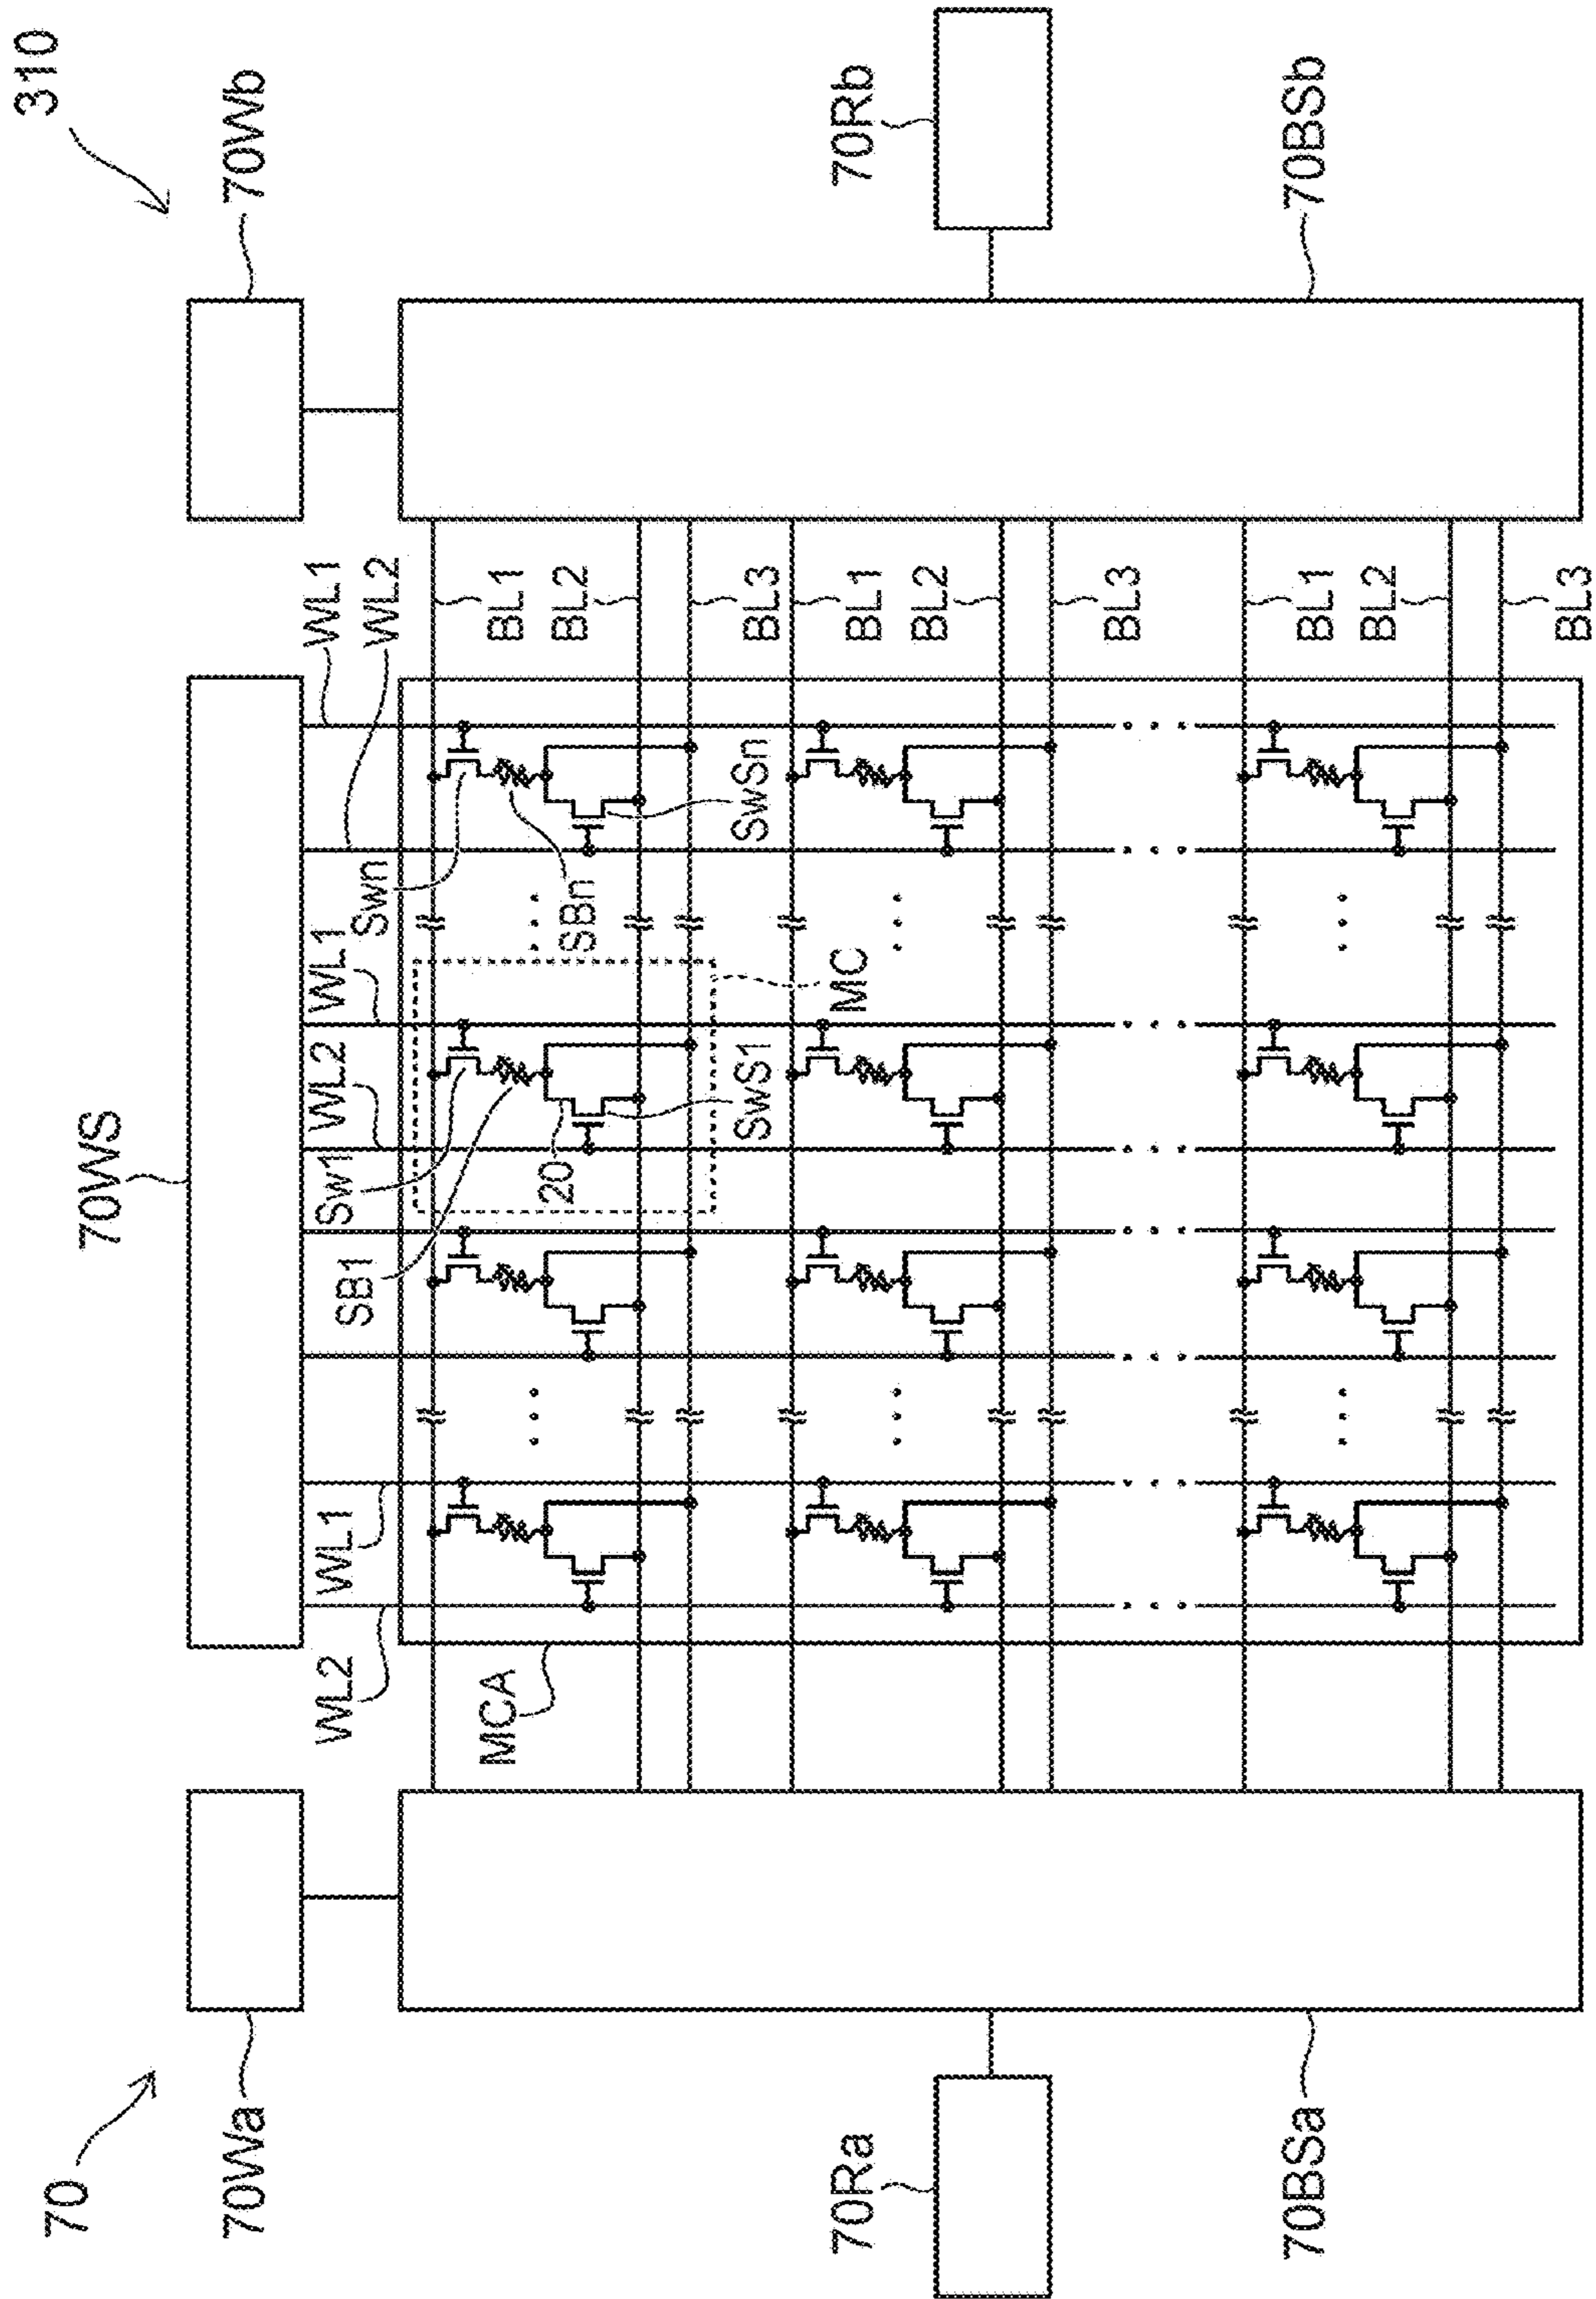 310
70Wb
70Rb
70BSb
WL1
WL2
BL1
BL2
BL3
BL1
BL2
BL3
BL1
BL2
BL3
70WS
Swn
SBn
SwSn
WL1
WL2
MC
Sw1
SB1
20
SwS1
WL1
WL2
MCA
70
70Wa
70Ra
70BSa